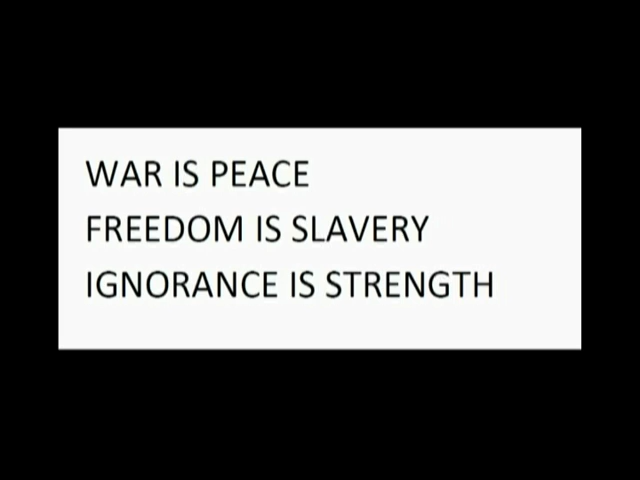 WAR IS PEACE
FREEDOM IS SLAVERY
IGNORANCE IS STRENGTH